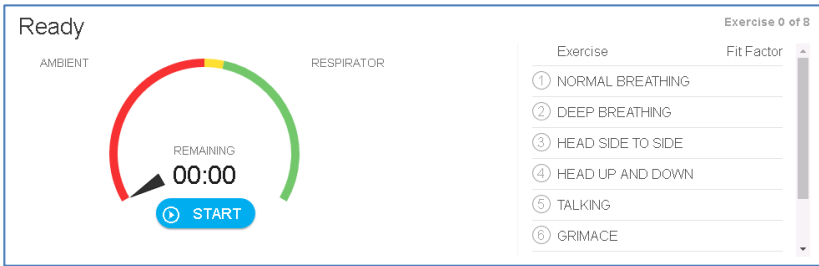 Ready
Exercise 0 of 8
AMBIENT
RESPIRATOR
REMAINING
00:00
START
Exercise Fit Factor
1 NORMAL BREATHING
2 DEEP BREATHING
3 HEAD SIDE TO SIDE
4 HEAD UP AND DOWN
5 TALKING
6 GRIMACE